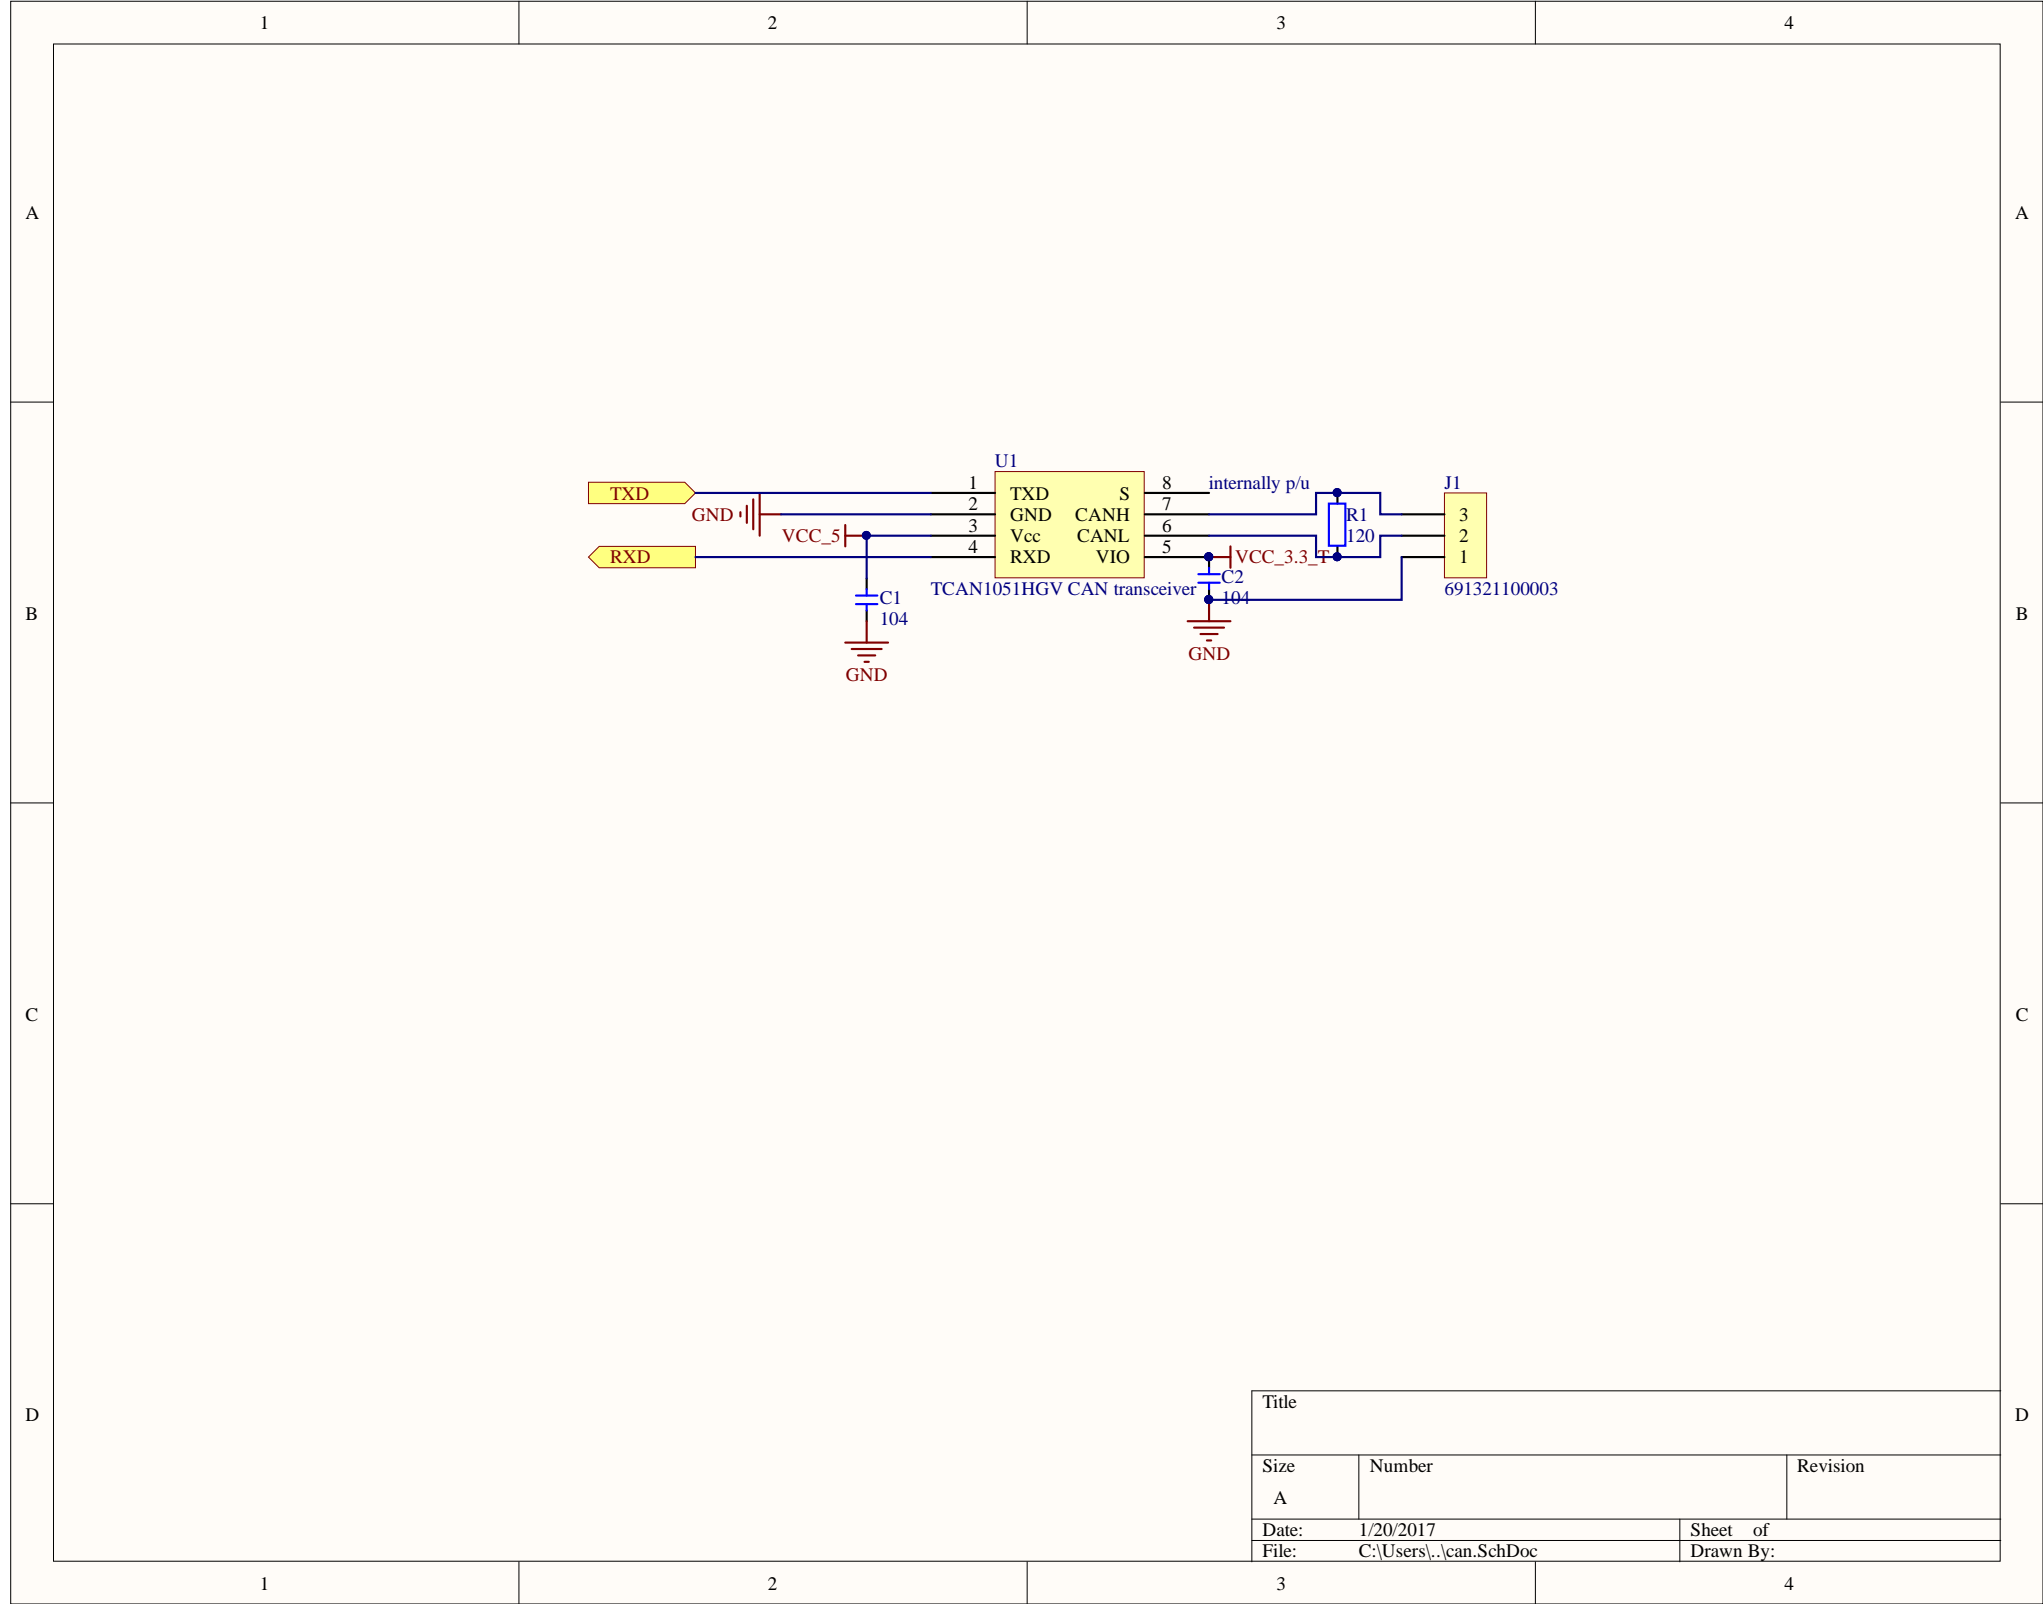 1 2 3 4
A A
U1
TXD 1 TXD S 8 internally p/u J1
GND 2 GND CANH 7 R1 3
VCC_5 3 Vcc CANL 6 120 2
RXD 4 RXD VIO 5 VCC_3.3_T 1
TCAN1051HGV CAN transceiver C2 691321100003
C1 104
104
B B
GND
GND
C C
Title
D D
Size Number Revision
A
Date: 1/20/2017 Sheet of
File: C:\Users\..\can.SchDoc Drawn By:
1 2 3 4